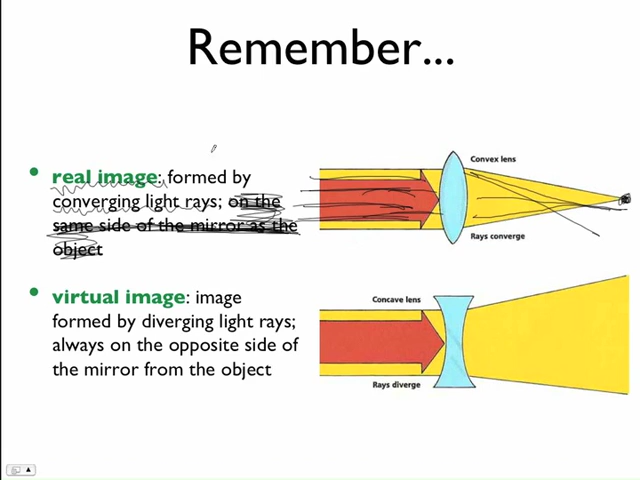 Remember...
• real image: formed by
converging light rays; on the
same side of the mirror as the
object
• virtual image: image
formed by diverging light rays;
always on the opposite side of
the mirror from the object
Convex lens
Rays converge
Concave lens
Rays diverge